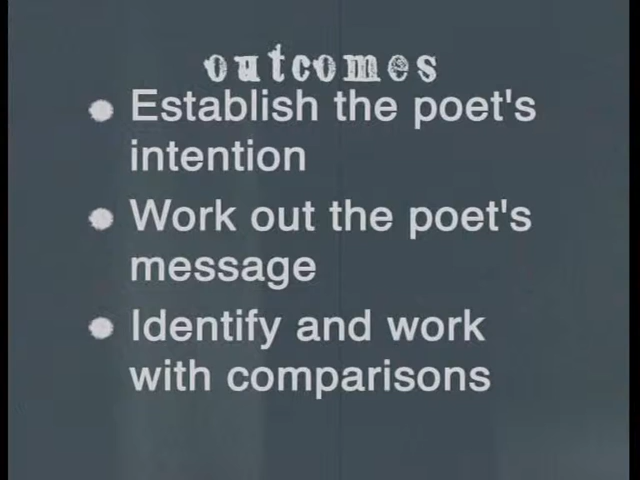 outcomes
Establish the poet's
intention
Work out the poet's
message
Identify and work
with comparisons